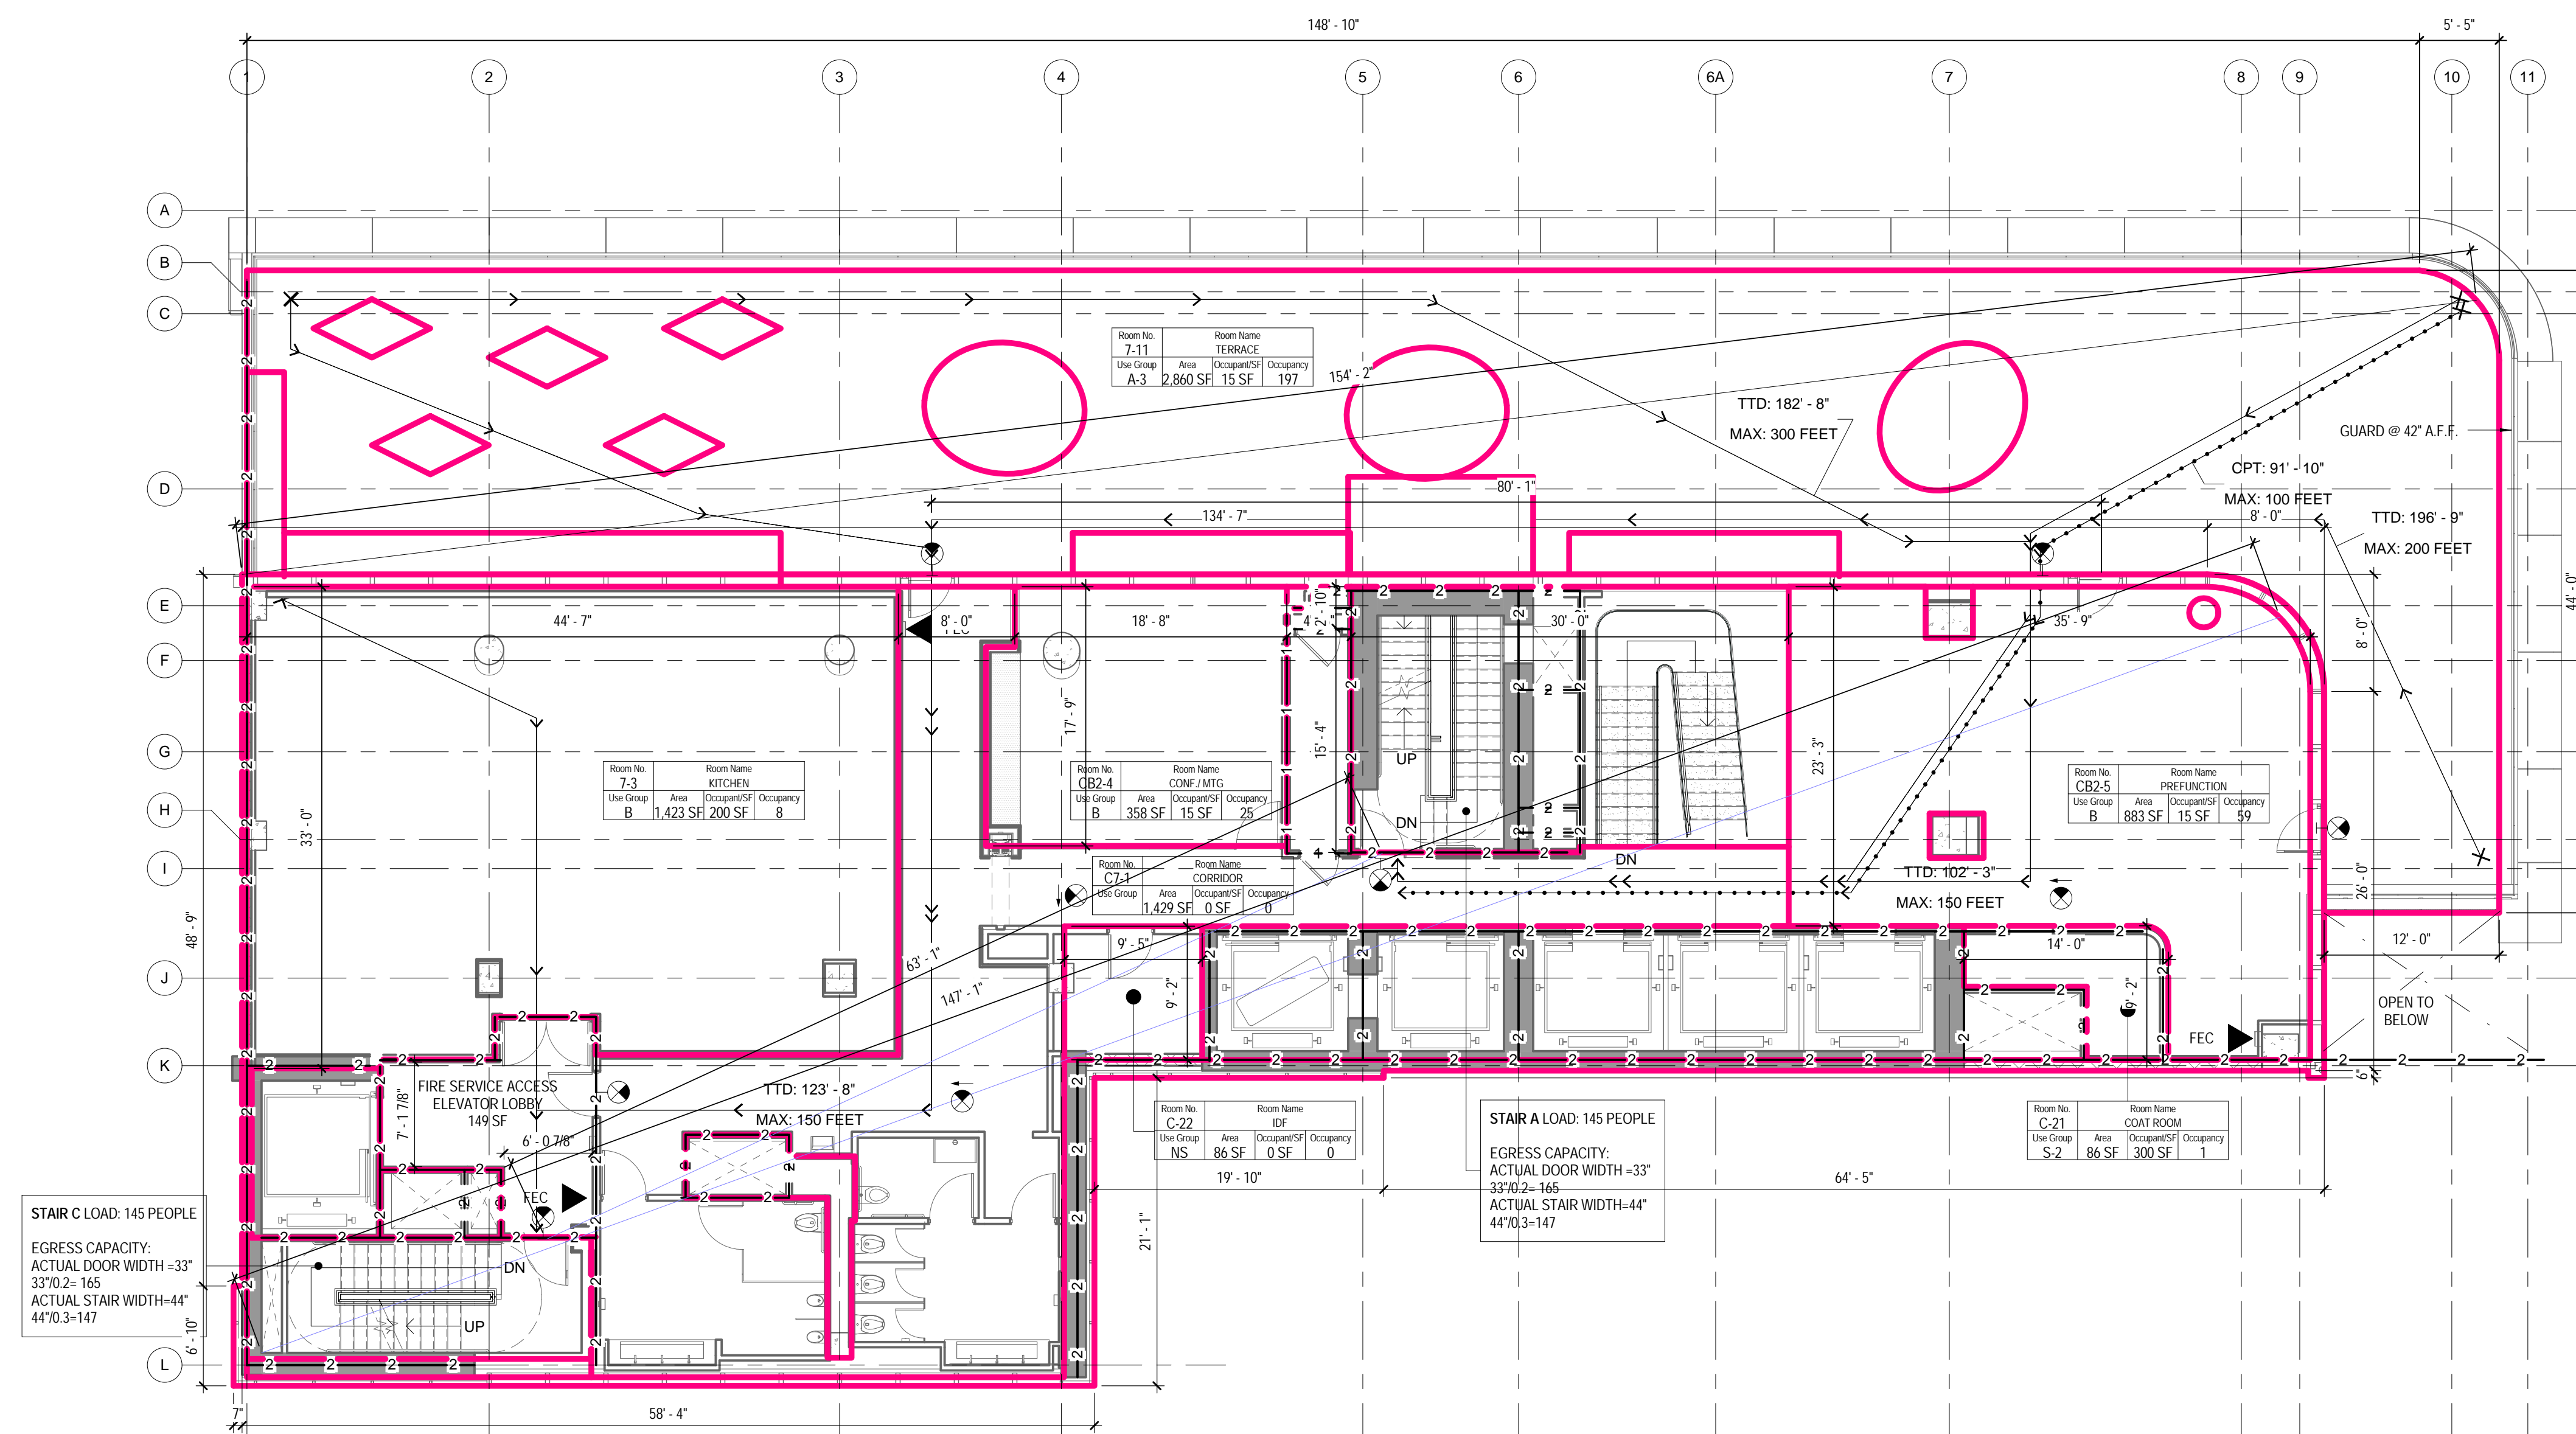 148' - 10"
5' - 5"
1
2
3
4
5
6
6A
7
8
9
10
11
A
B
C
D
E
F
G
H
I
J
K
L
Room No.
Room Name
7-11
TERRACE
Use Group
Area
Occupant/SF
Occupancy
A-3
2,860 SF
15 SF
197
154' - 2"
TTD: 182' - 8"
MAX: 300 FEET
GUARD @ 42" A.F.F.
CPT: 91' - 10"
MAX: 100 FEET
80' - 1"
134' - 7"
8' - 0"
TTD: 196' - 9"
MAX: 200 FEET
44' - 0"
44' - 7"
FEC
8' - 0"
18' - 8"
2' - 10"
30' - 0"
35' - 9"
8' - 0"
17' - 9"
15' - 4"
23' - 3"
UP
DN
DN
33' - 0"
48' - 9"
Room No.
Room Name
7-3
KITCHEN
Use Group
Area
Occupant/SF
Occupancy
B
1,423 SF
200 SF
8
Room No.
Room Name
CB2-4
CONF./ MTG
Use Group
Area
Occupant/SF
Occupancy
B
358 SF
15 SF
25
Room No.
Room Name
CB2-5
PREFUNCTION
Use Group
Area
Occupant/SF
Occupancy
B
883 SF
15 SF
59
Room No.
Room Name
C7-1
CORRIDOR
Use Group
Area
Occupant/SF
Occupancy
1,429 SF
0 SF
0
TTD: 102' - 3"
MAX: 150 FEET
26' - 0"
12' - 0"
OPEN TO
BELOW
63' - 1"
147' - 1"
9' - 5"
9' - 2"
14' - 0"
9' - 2"
FEC
6"
FIRE SERVICE ACCESS
ELEVATOR LOBBY
149 SF
7' - 1 7/8"
6' - 0 7/8"
TTD: 123' - 8"
MAX: 150 FEET
FEC
DN
UP
STAIR C LOAD: 145 PEOPLE
EGRESS CAPACITY:
ACTUAL DOOR WIDTH =33"
33"/0.2= 165
ACTUAL STAIR WIDTH=44"
44"/0.3=147
6' - 10"
Room No.
Room Name
C-22
IDF
Use Group
Area
Occupant/SF
Occupancy
NS
86 SF
0 SF
0
19' - 10"
21' - 1"
STAIR A LOAD: 145 PEOPLE
EGRESS CAPACITY:
ACTUAL DOOR WIDTH =33"
33"/0.2= 165
ACTUAL STAIR WIDTH=44"
44"/0.3=147
Room No.
Room Name
C-21
COAT ROOM
Use Group
Area
Occupant/SF
Occupancy
S-2
86 SF
300 SF
1
64' - 5"
7"
58' - 4"